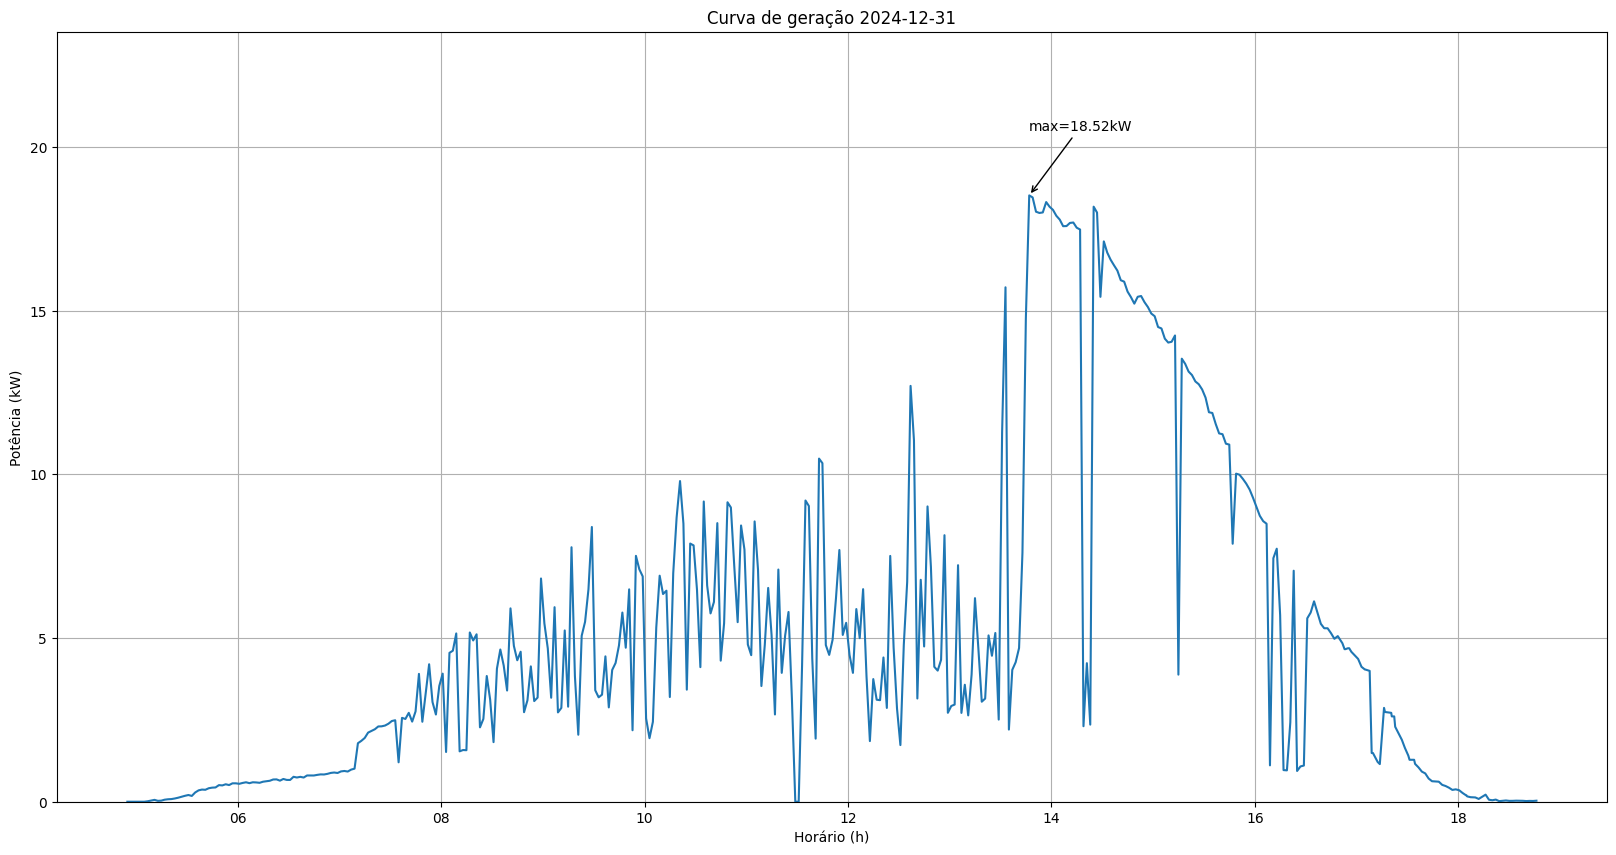 Curva de geração 2024-12-31
max=18.52kW
20
15
10
5
0
Potência (kW)
06 08 10 12 14 16 18
Horário (h)